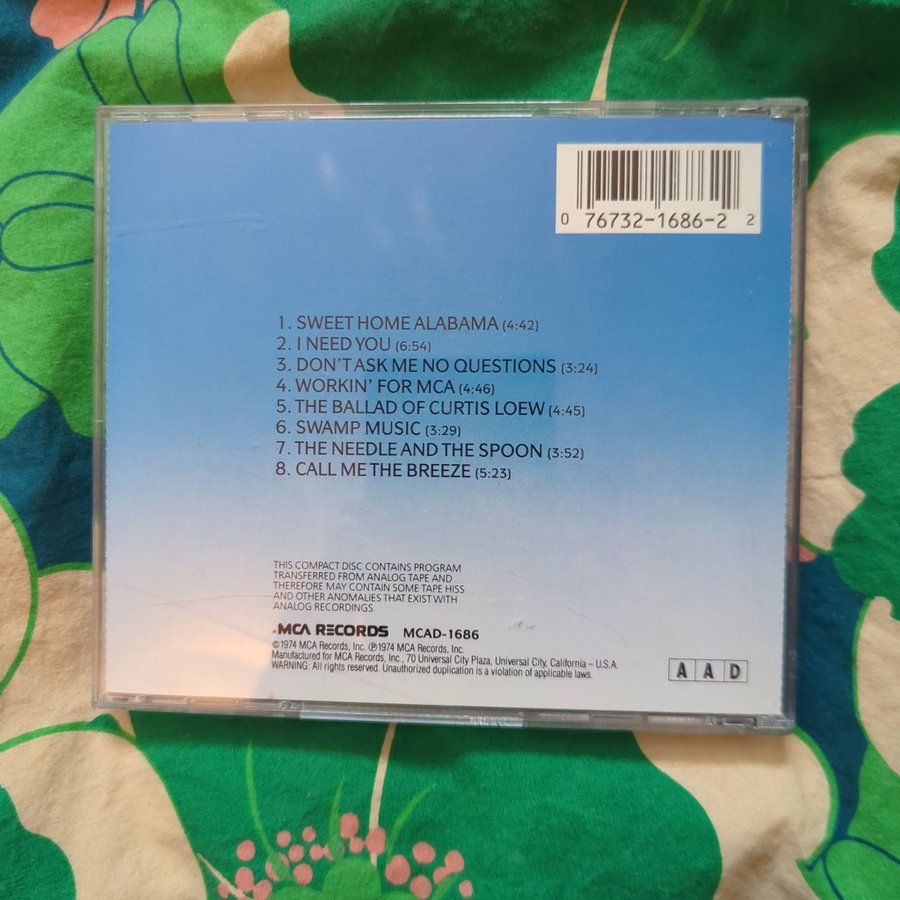 0 76732-1686-2 2
1. SWEET HOME ALABAMA (4:42)
2. I NEED YOU (6:54)
3. DON'T ASK ME NO QUESTIONS (3:24)
4. WORKIN' FOR MCA (4:46)
5. THE BALLAD OF CURTIS LOEW (4:45)
6. SWAMP MUSIC (3:29)
7. THE NEEDLE AND THE SPOON (3:52)
8. CALL ME THE BREEZE (5:23)
THIS COMPACT DISC CONTAINS PROGRAM
TRANSFERRED FROM ANALOG TAPE AND
THEREFORE MAY CONTAIN SOME TAPE HISS
AND OTHER ANOMALIES THAT EXIST WITH
ANALOG RECORDINGS.
MCA RECORDS MCAD-1686
©1974 MCA Records, Inc. ℗1974 MCA Records, Inc.
Manufactured for MCA Records, Inc., 70 Universal City Plaza, Universal City, California – U.S.A.
WARNING: All rights reserved. Unauthorized duplication is a violation of applicable laws.
A A D